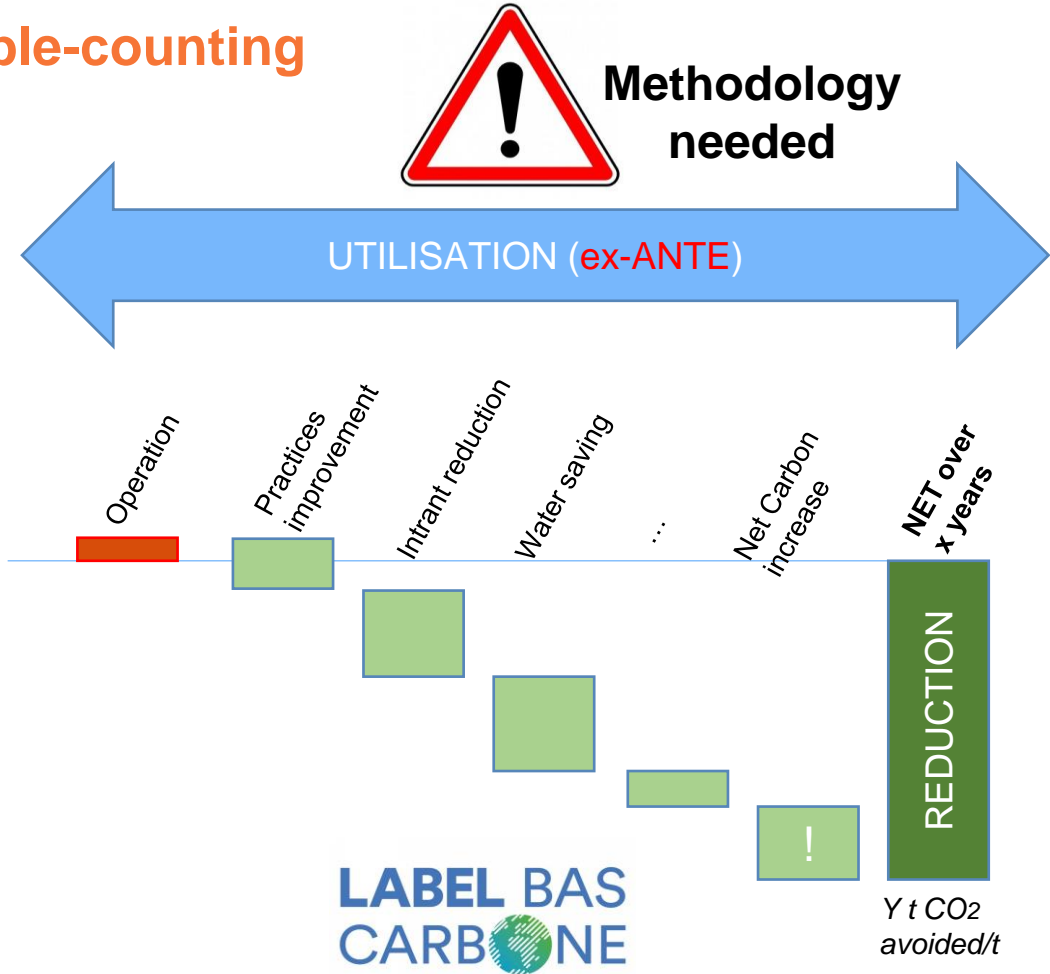 ble-counting
Methodology
needed
UTILISATION (ex-ANTE)
Operation
Practices
improvement
Intrant reduction
Water saving
...
Net Carbon
increase
NET over
x years
REDUCTION
!
Y t CO2
avoided/t
LABEL BAS
CARBONE